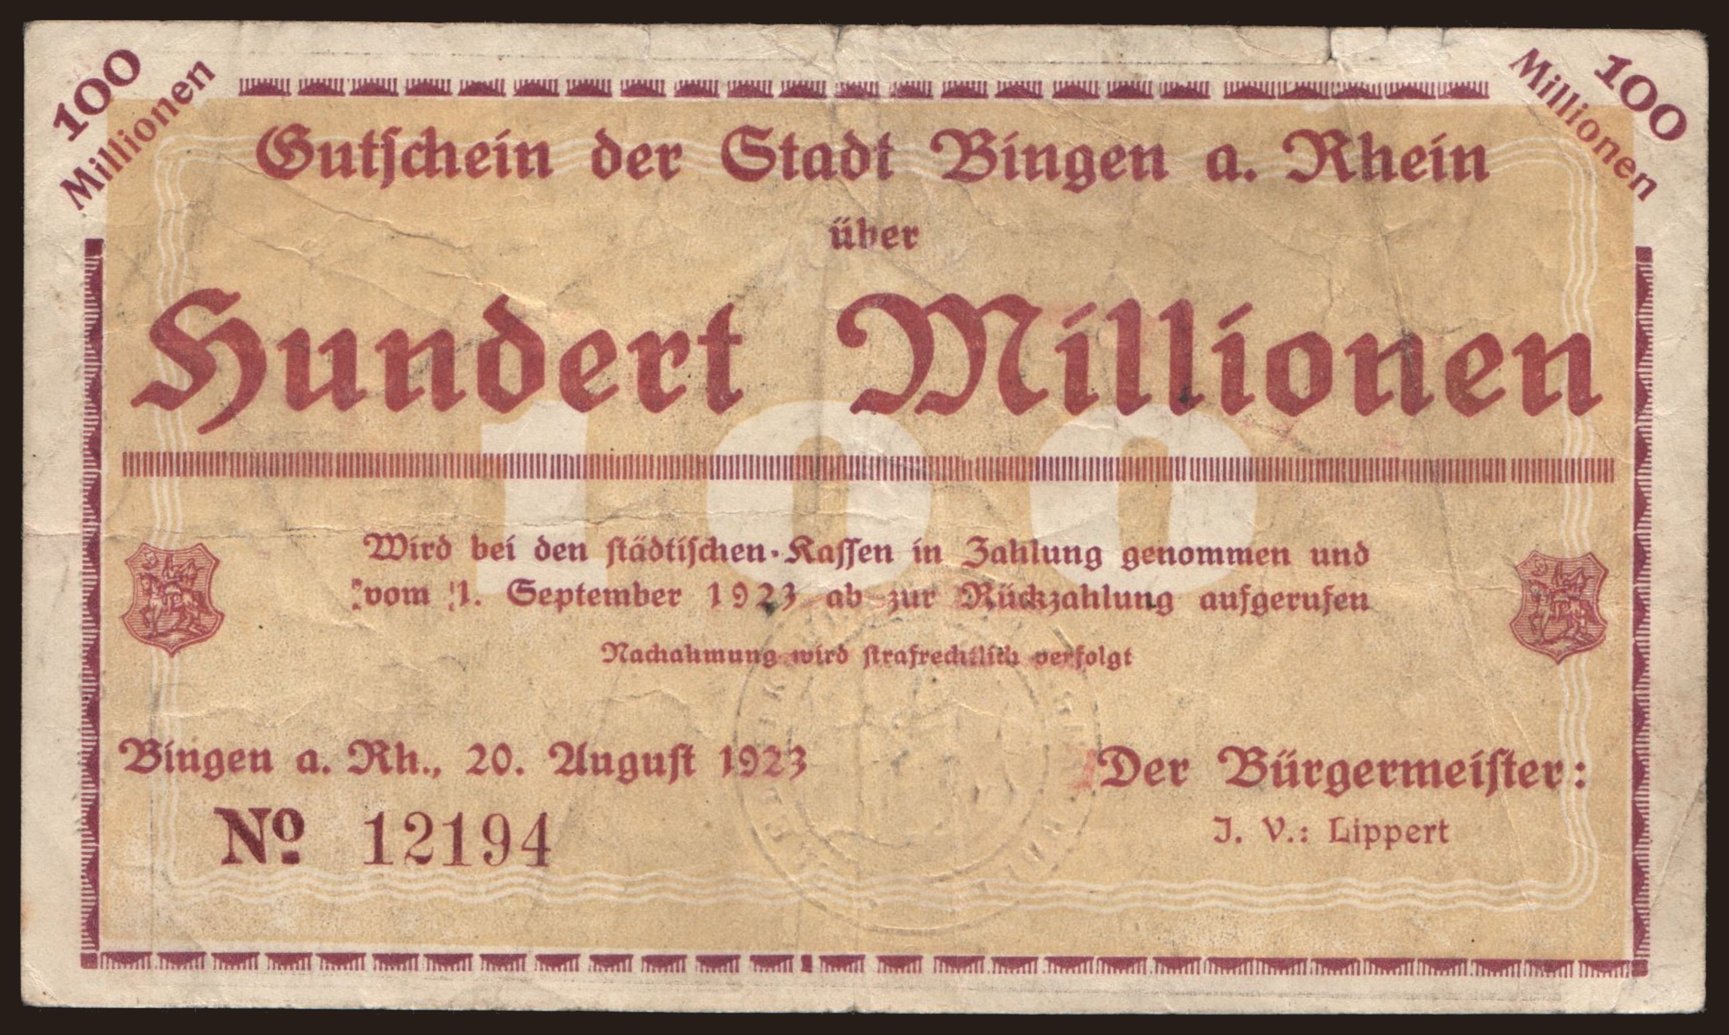 100
Millionen
100
Millionen
Gutschein der Stadt Bingen a. Rhein
über
Hundert Millionen
100
Wird bei den städtischen Kassen in Zahlung genommen und
vom 1. September 1923 ab zur Rückzahlung aufgerufen
Nachahmung wird strafrechtlich verfolgt
Bingen a. Rh., 20. August 1923
Der Bürgermeister:
J. V.: Lippert
No 12194